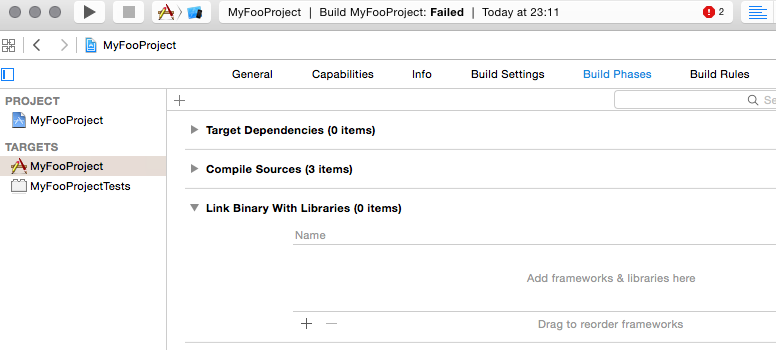 MyFooProject | Build MyFooProject: Failed | Today at 23:11 2
MyFooProject
General Capabilities Info Build Settings Build Phases Build Rules
PROJECT
MyFooProject
TARGETS
MyFooProject
MyFooProjectTests
Se
Target Dependencies (0 items)
Compile Sources (3 items)
Link Binary With Libraries (0 items)
Name
Add frameworks & libraries here
Drag to reorder frameworks